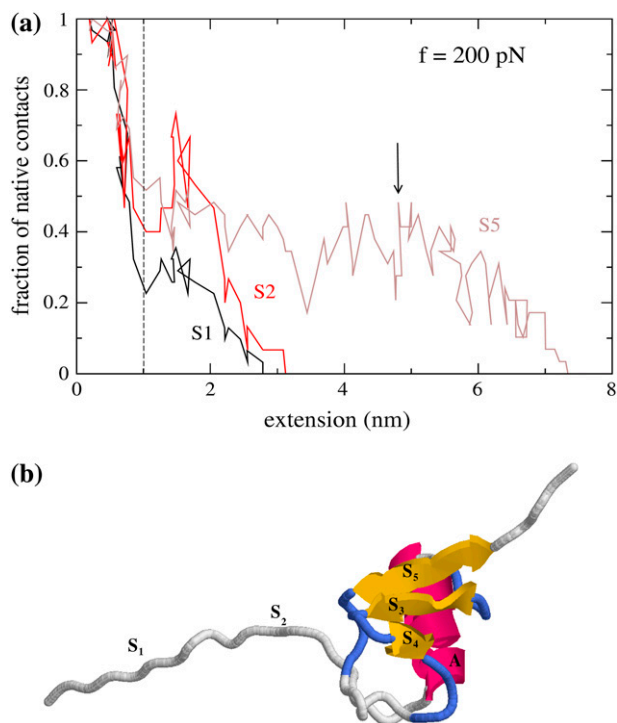 (a)
1
0.8
0.6
0.4
0.2
0
fraction of native contacts
f = 200 pN
S5
S2
S1
0 2 4 6 8
extension (nm)
(b)
S₅
S₃
S₄
A
S₂
S₁